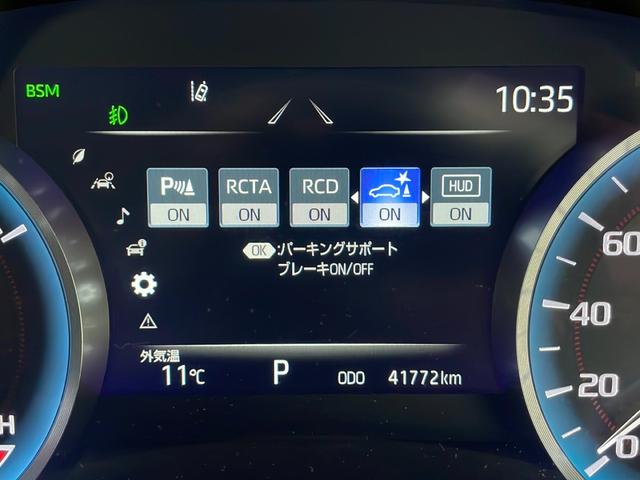 BSM
10:35
P RCTA RCD HUD
ON ON ON ON ON
OK:パーキングサポート
ブレーキON/OFF
外気温
11℃ P ODO 41772km
60
40
20
0
H